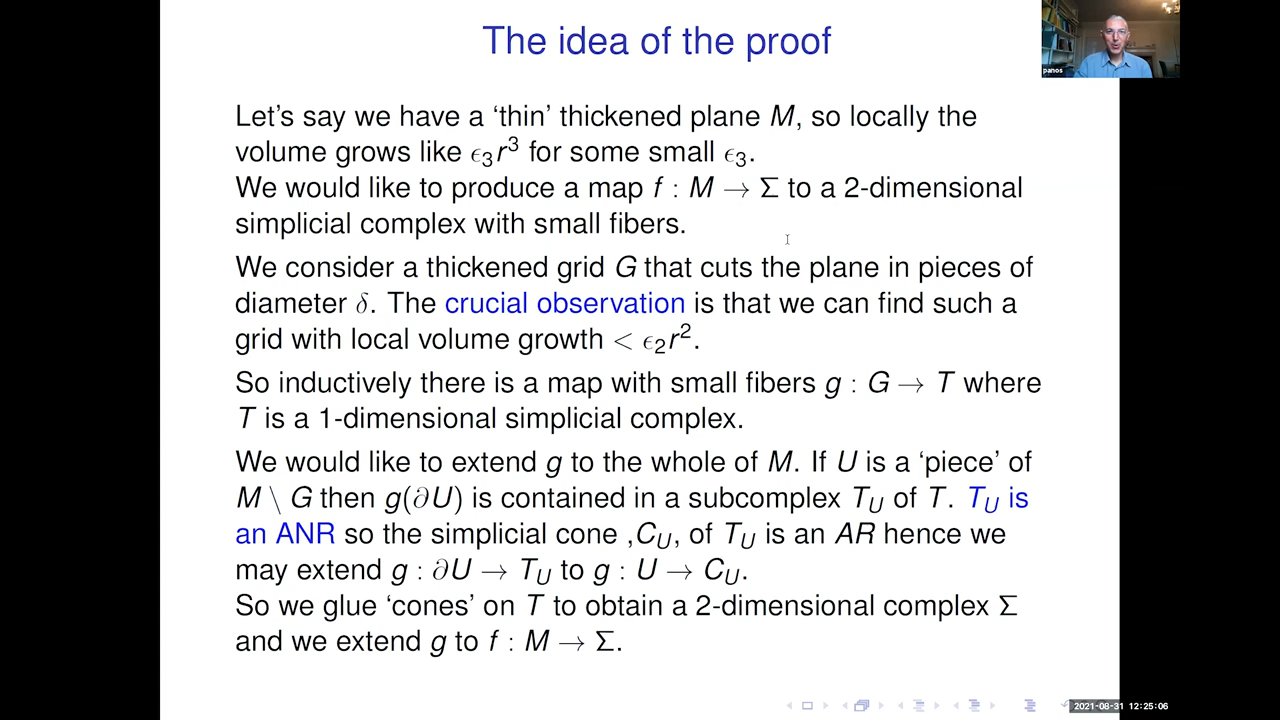 The idea of the proof
panos
Let's say we have a 'thin' thickened plane M, so locally the
volume grows like ϵ₃r³ for some small ϵ₃.
We would like to produce a map f : M → Σ to a 2-dimensional
simplicial complex with small fibers.
We consider a thickened grid G that cuts the plane in pieces of
diameter δ. The crucial observation is that we can find such a
grid with local volume growth < ϵ₂r².
So inductively there is a map with small fibers g : G → T where
T is a 1-dimensional simplicial complex.
We would like to extend g to the whole of M. If U is a 'piece' of
M \ G then g(∂U) is contained in a subcomplex T_U of T. T_U is
an ANR so the simplicial cone ,C_U, of T_U is an AR hence we
may extend g : ∂U → T_U to g : U → C_U.
So we glue 'cones' on T to obtain a 2-dimensional complex Σ
and we extend g to f : M → Σ.
2021-08-31 12:25:06